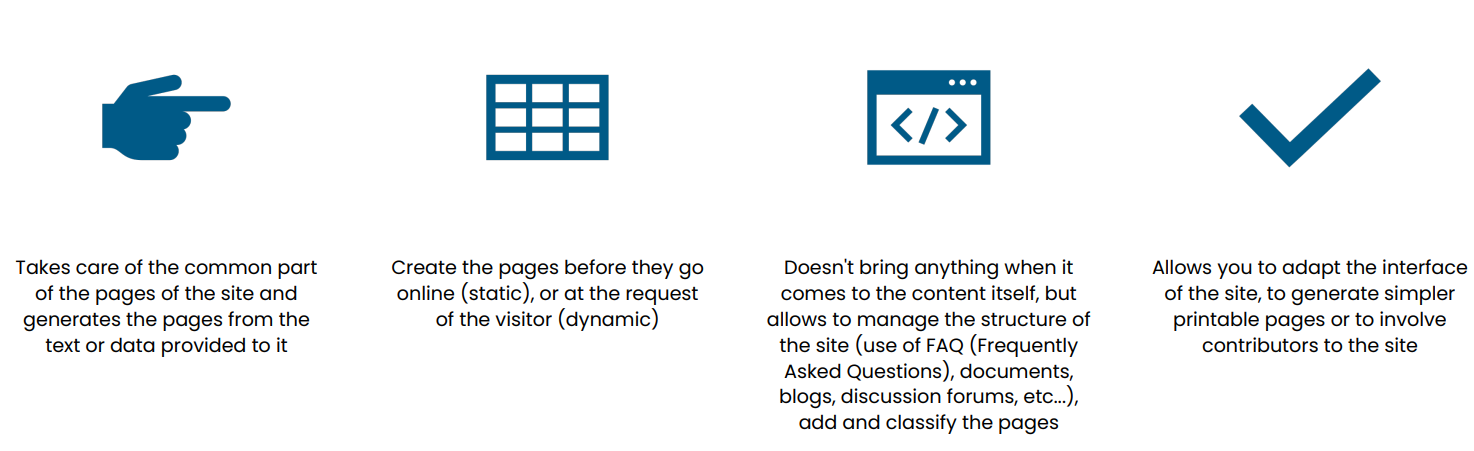 Takes care of the common part
of the pages of the site and
generates the pages from the
text or data provided to it
Create the pages before they go
online (static), or at the request
of the visitor (dynamic)
Doesn't bring anything when it
comes to the content itself, but
allows to manage the structure of
the site (use of FAQ (Frequently
Asked Questions), documents,
blogs, discussion forums, etc...),
add and classify the pages
Allows you to adapt the interface
of the site, to generate simpler
printable pages or to involve
contributors to the site